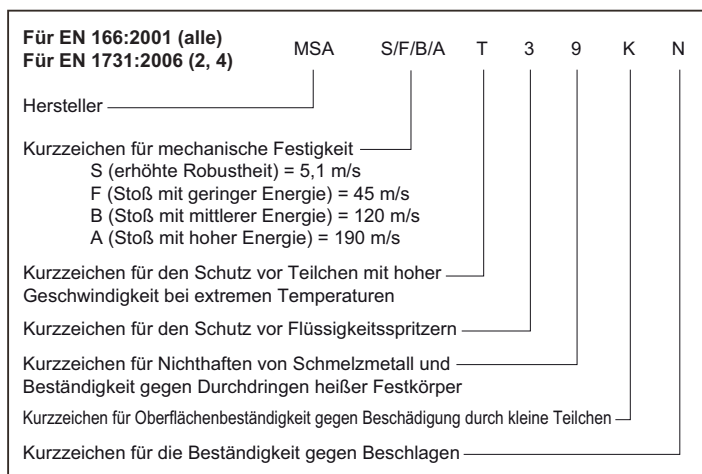 Für EN 166:2001 (alle)
Für EN 1731:2006 (2, 4)
MSA S/F/B/A T 3 9 K N
Hersteller
Kurzzeichen für mechanische Festigkeit
S (erhöhte Robustheit) = 5,1 m/s
F (Stoß mit geringer Energie) = 45 m/s
B (Stoß mit mittlerer Energie) = 120 m/s
A (Stoß mit hoher Energie) = 190 m/s
Kurzzeichen für den Schutz vor Teilchen mit hoher
Geschwindigkeit bei extremen Temperaturen
Kurzzeichen für den Schutz vor Flüssigkeitsspritzern
Kurzzeichen für Nichthaften von Schmelzmetall und
Beständigkeit gegen Durchdringen heißer Festkörper
Kurzzeichen für Oberflächenbeständigkeit gegen Beschädigung durch kleine Teilchen
Kurzzeichen für die Beständigkeit gegen Beschlagen